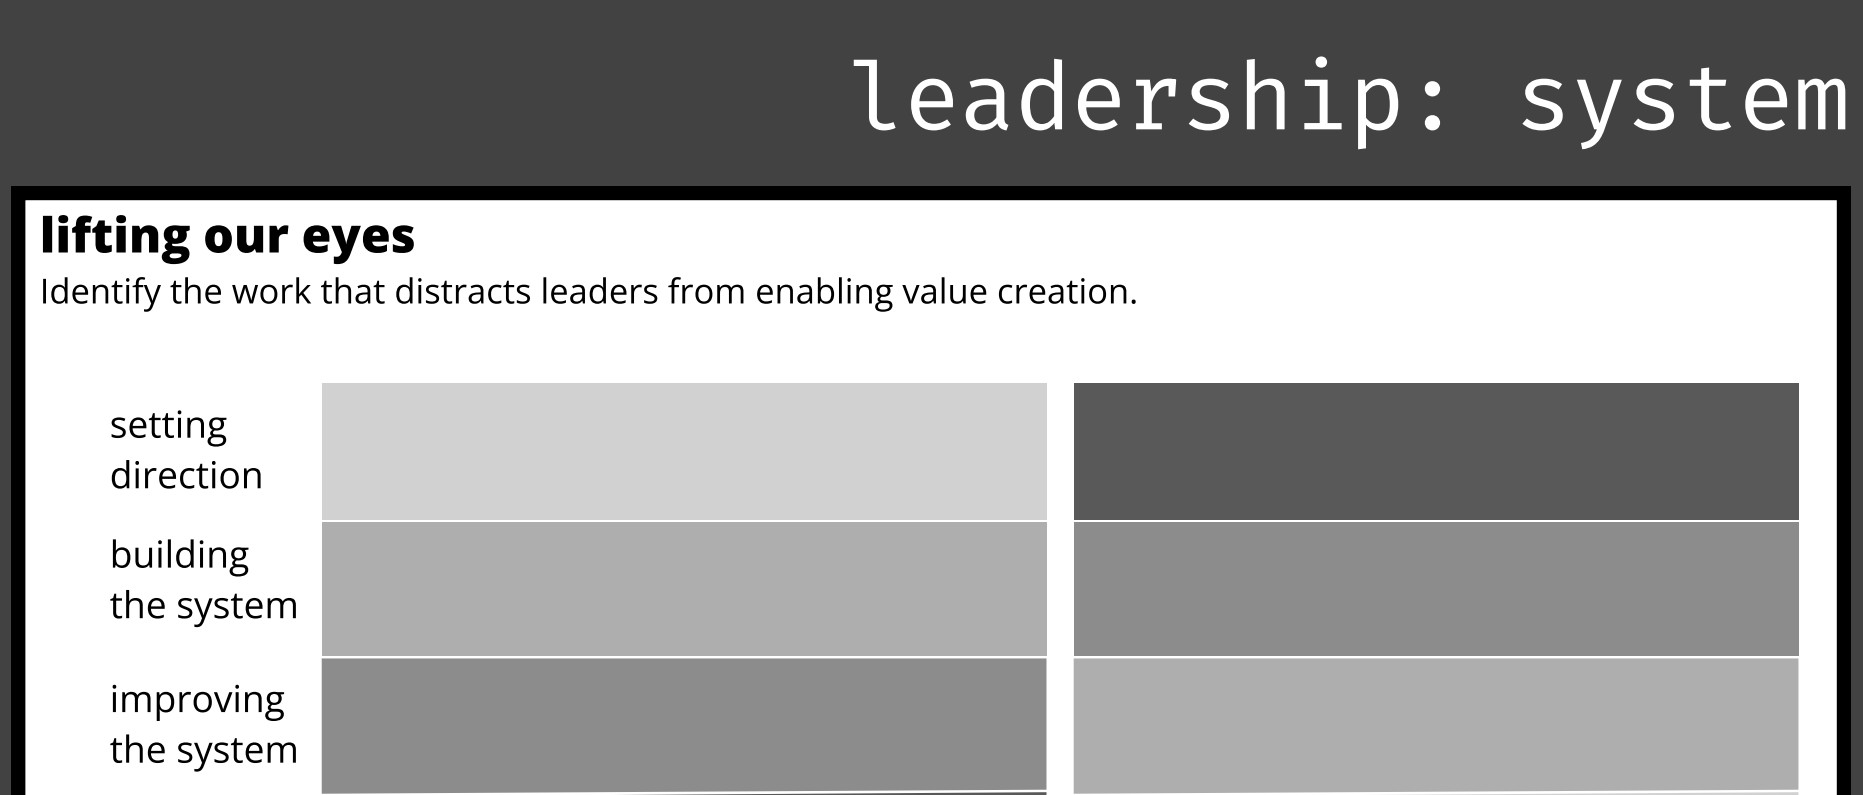 leadership: system
lifting our eyes
Identify the work that distracts leaders from enabling value creation.
setting
direction
building
the system
improving
the system